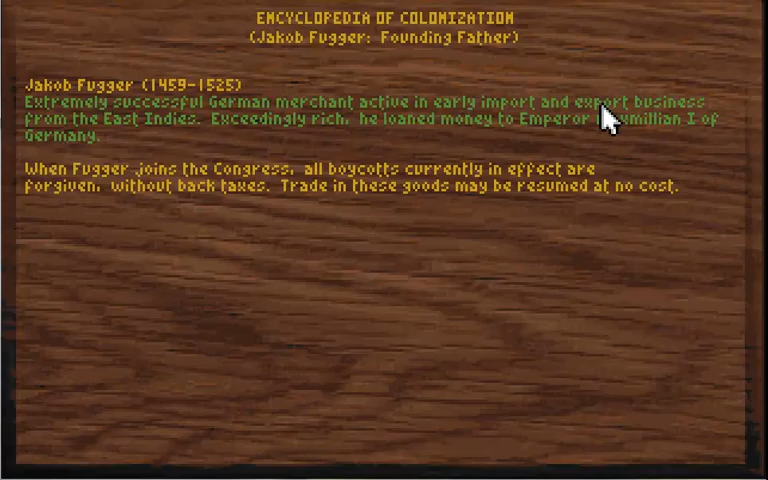 ENCYCLOPEDIA OF COLONIZATION
(Jakob Fugger: Founding Father)
Jakob Fugger (1459-1525)
Extremely successful German merchant active in early import and export business
from the East Indies. Exceedingly rich, he loaned money to Emperor I of
Germany.
When Fugger joins the Congress, all boycotts currently in effect are
forgiven, without back taxes. Trade in these goods may be resumed at no cost.